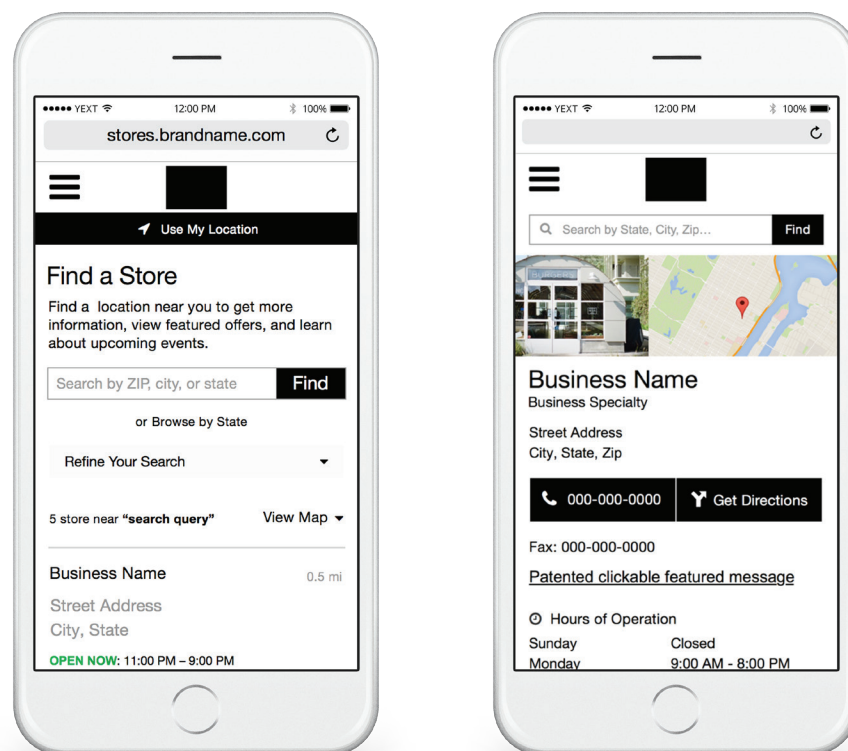 YEXT 12:00 PM 100%
stores.brandname.com
Use My Location
Find a Store
Find a location near you to get more
information, view featured offers, and learn
about upcoming events.
Search by ZIP, city, or state Find
or Browse by State
Refine Your Search
5 store near “search query” View Map
Business Name 0.5 mi
Street Address
City, State
OPEN NOW: 11:00 PM – 9:00 PM
YEXT 12:00 PM 100%
Search by State, City, Zip... Find
Business Name
Business Specialty
Street Address
City, State, Zip
000-000-0000 Get Directions
Fax: 000-000-0000
Patented clickable featured message
Hours of Operation
Sunday Closed
Monday 9:00 AM - 8:00 PM